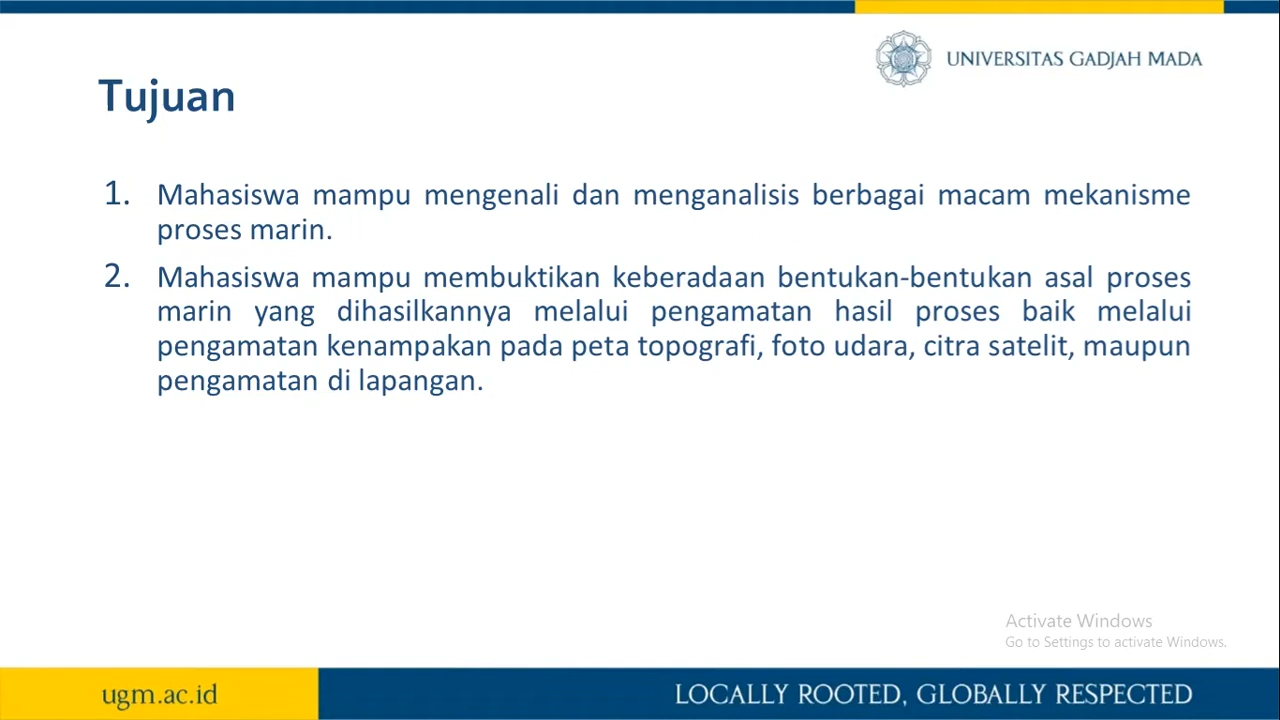 UNIVERSITAS GADJAH MADA
Tujuan
1. Mahasiswa mampu mengenali dan menganalisis berbagai macam mekanisme
proses marin.
2. Mahasiswa mampu membuktikan keberadaan bentukan-bentukan asal proses
marin yang dihasilkannya melalui pengamatan hasil proses baik melalui
pengamatan kenampakan pada peta topografi, foto udara, citra satelit, maupun
pengamatan di lapangan.
Activate Windows
Go to Settings to activate Windows.
ugm.ac.id
LOCALLY ROOTED, GLOBALLY RESPECTED